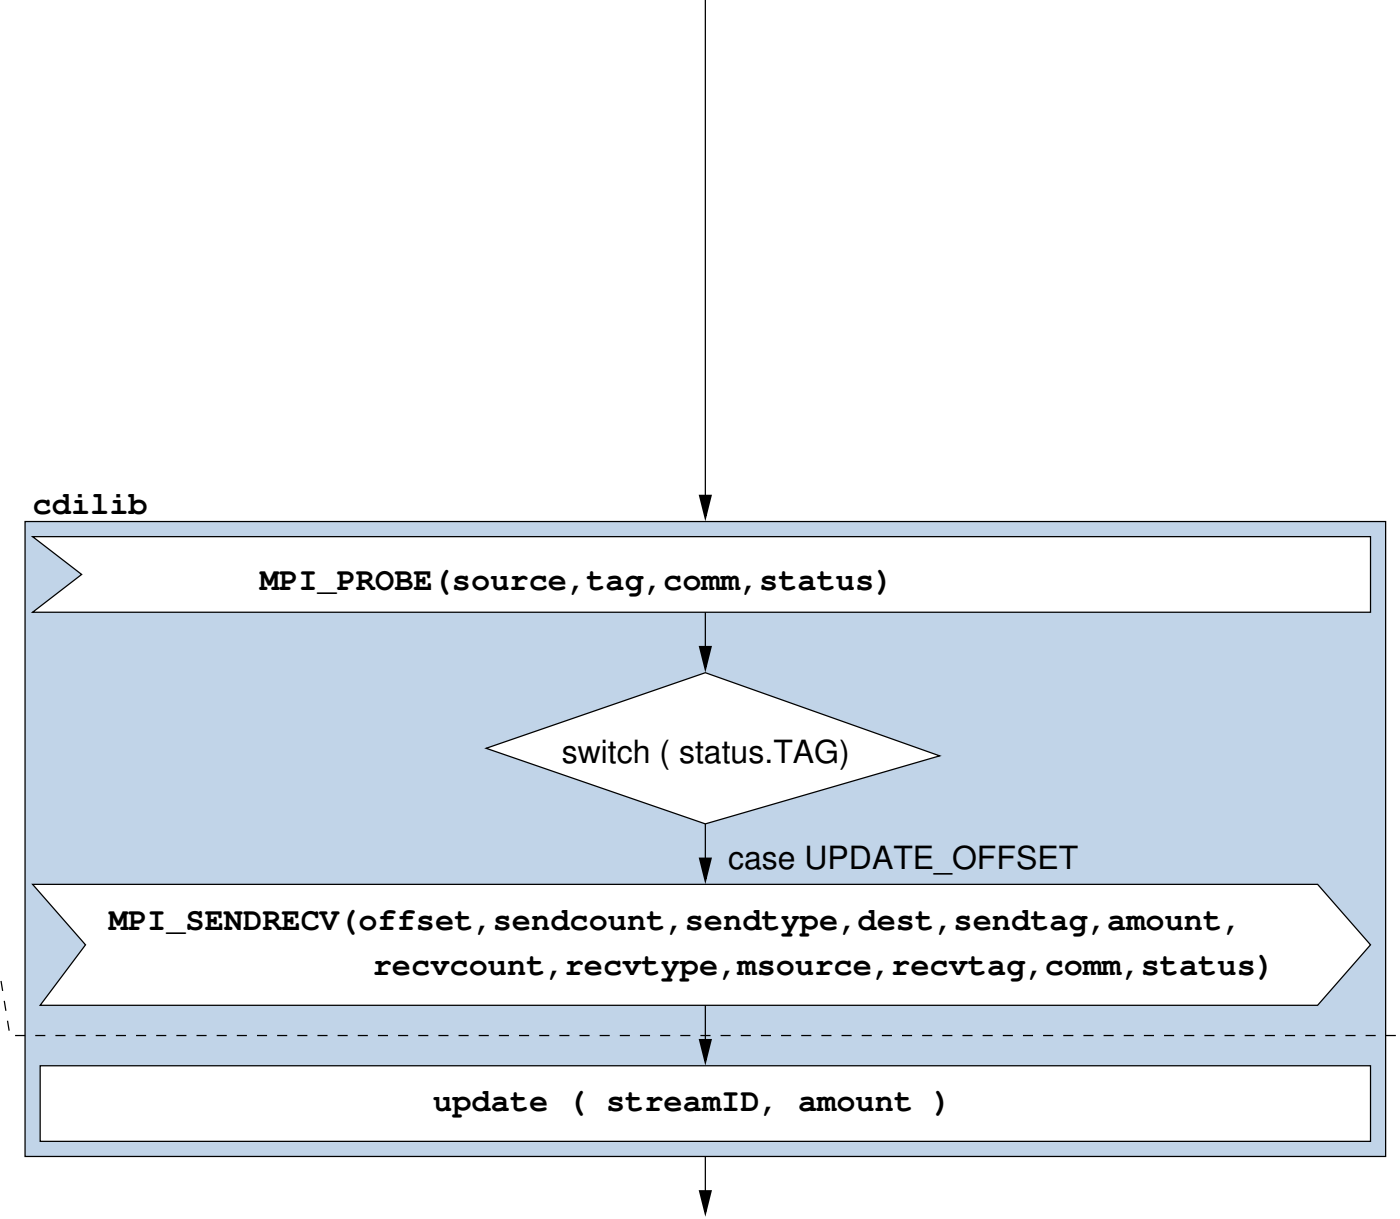 cdilib
MPI_PROBE(source,tag,comm,status)
switch ( status.TAG)
case UPDATE_OFFSET
MPI_SENDRECV(offset,sendcount,sendtype,dest,sendtag,amount,
recvcount,recvtype,msource,recvtag,comm,status)
update ( streamID, amount )